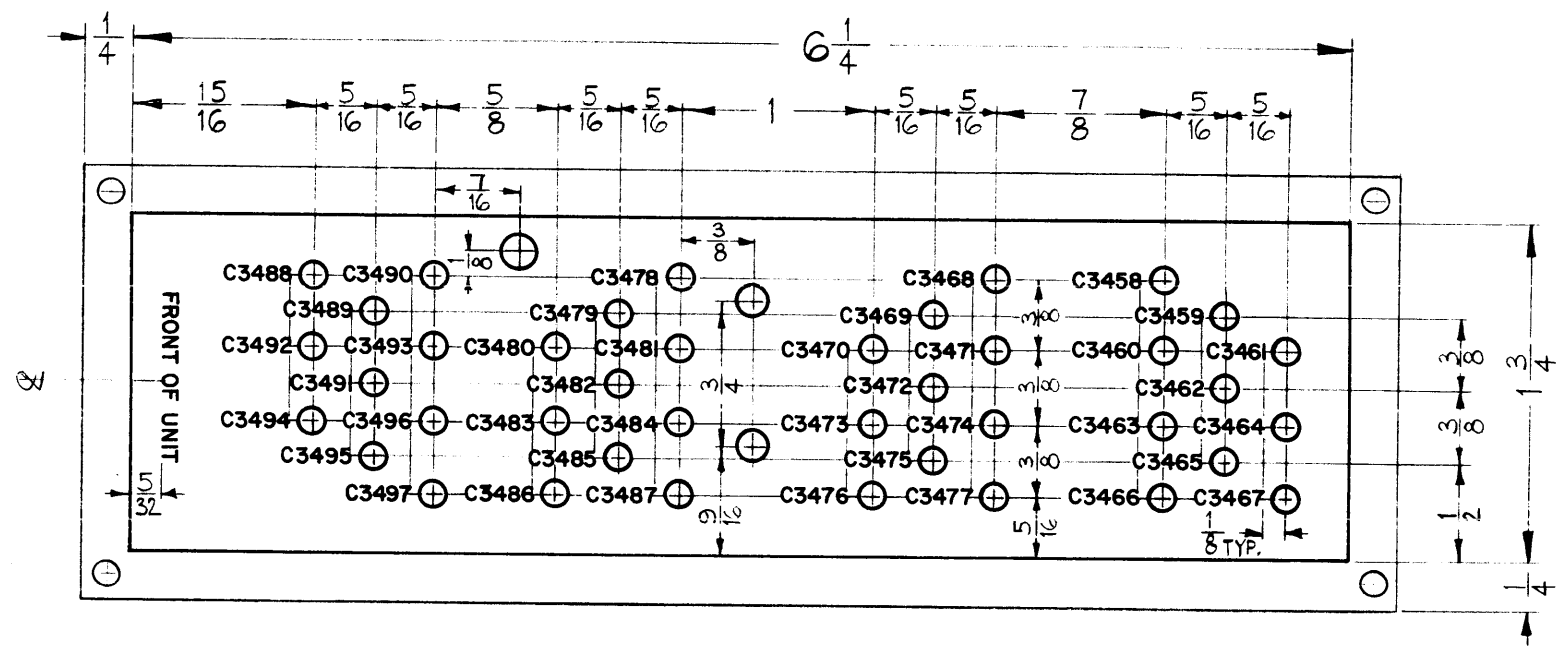 1/4 6 1/4
15/16 5/16 5/16 5/8 5/16 5/16 1 5/16 5/16 7/8 5/16 5/16
7/16
3/8
1/8
C3488 C3490 C3478 C3468 C3458
C3489 C3479 C3469 C3459
3/8
C3492 C3493 C3480 C3481 C3470 C3471 C3460 C3461
3/8 1 3/4
C3491 C3482 C3472 C3462
3/4 3/8
C3494 C3496 C3483 C3484 C3473 C3474 C3463 C3464
3/8
C3495 C3485 C3475 C3465
3/8
C3497 C3486 C3487 C3476 C3477 C3466 C3467
FRONT OF UNIT
5/32
9/16
5/16
1/8 TYP.
1/2
1/4